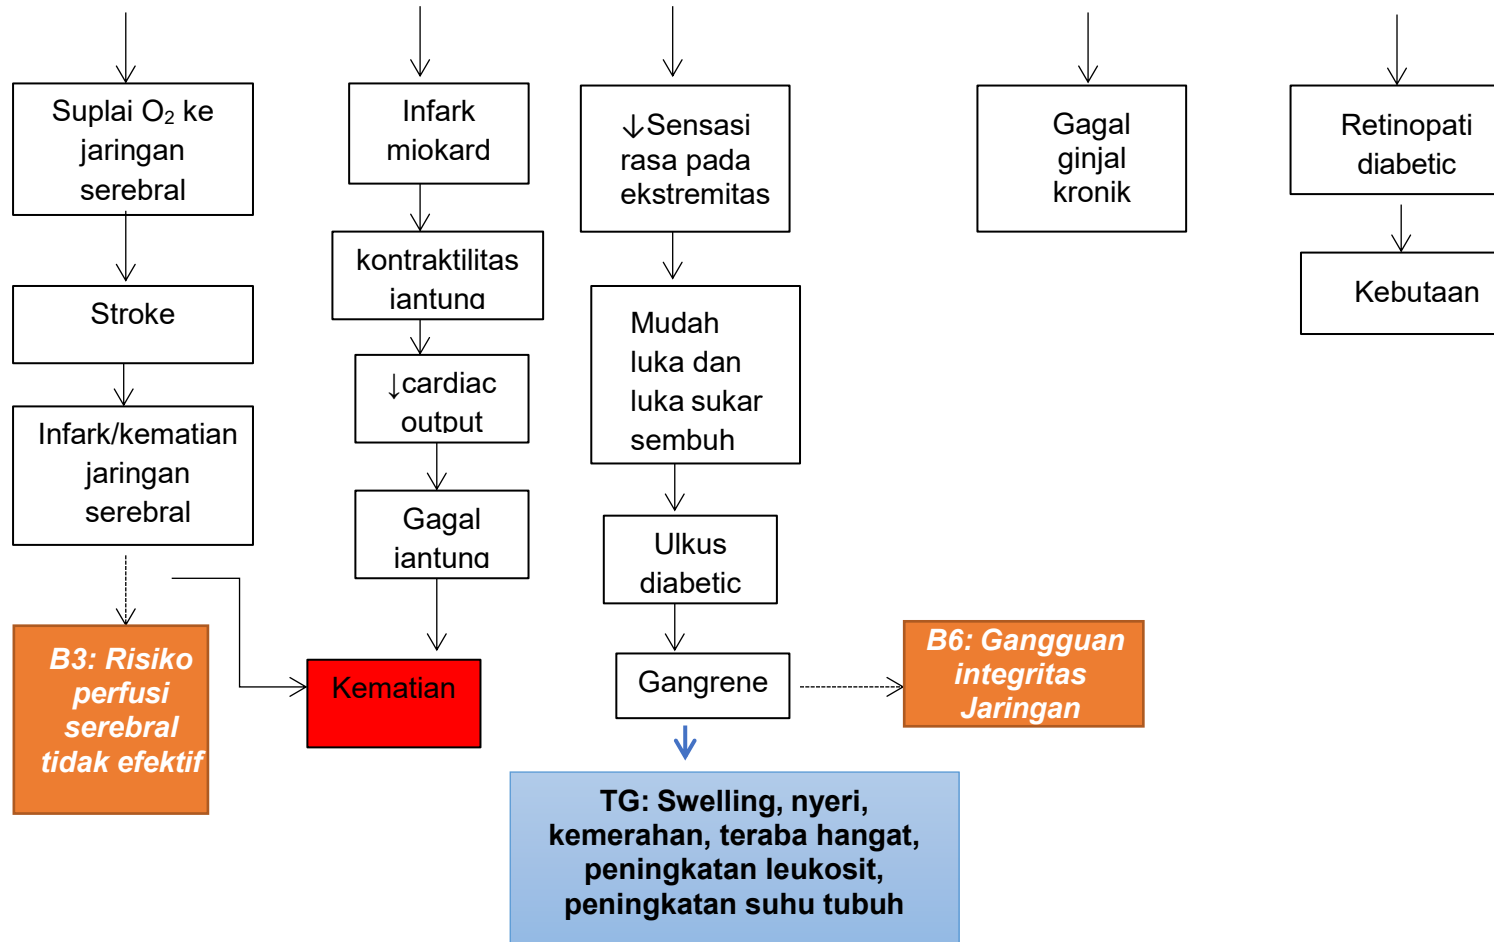 Suplai O₂ ke
jaringan
serebral
Stroke
Infark/kematian
jaringan
serebral
B3: Risiko
perfusi
serebral
tidak efektif
Infark
miokard
kontraktilitas
jantung
↓cardiac
output
Gagal
jantung
Kematian
↓Sensasi
rasa pada
ekstremitas
Mudah
luka dan
luka sukar
sembuh
Ulkus
diabetic
Gangrene
B6: Gangguan
integritas
Jaringan
TG: Swelling, nyeri,
kemerahan, teraba hangat,
peningkatan leukosit,
peningkatan suhu tubuh
Gagal
ginjal
kronik
Retinopati
diabetic
Kebutaan